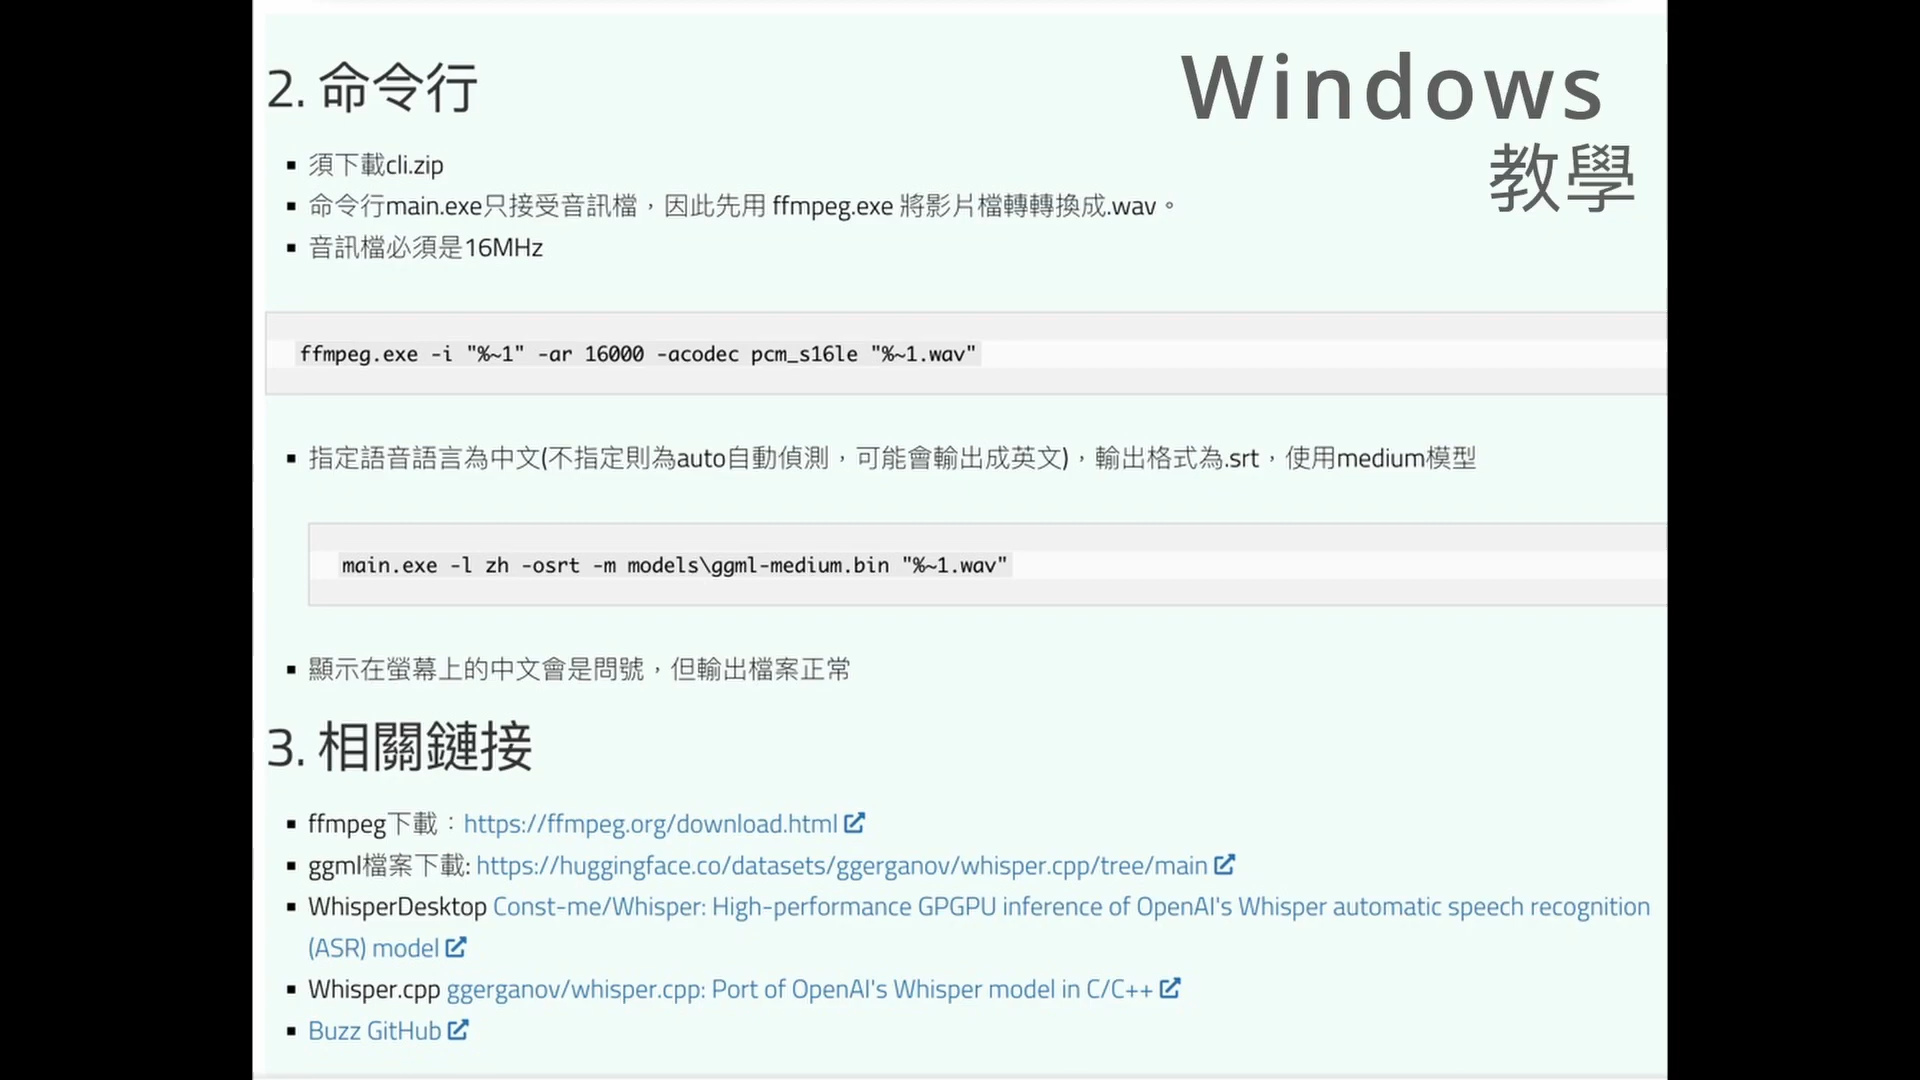 Windows
教學
2. 命令行
須下載cli.zip
命令行main.exe只接受音訊檔，因此先用 ffmpeg.exe 將影片檔轉轉換成.wav。
音訊檔必須是16MHz
ffmpeg.exe -i "%~1" -ar 16000 -acodec pcm_s16le "%~1.wav"
指定語音語言為中文(不指定則為auto自動偵測，可能會輸出成英文)，輸出格式為.srt，使用medium模型
main.exe -l zh -osrt -m models\ggml-medium.bin "%~1.wav"
顯示在螢幕上的中文會是問號，但輸出檔案正常
3. 相關鏈接
ffmpeg下載：https://ffmpeg.org/download.html
ggml檔案下載: https://huggingface.co/datasets/ggerganov/whisper.cpp/tree/main
WhisperDesktop Const-me/Whisper: High-performance GPGPU inference of OpenAI's Whisper automatic speech recognition
(ASR) model
Whisper.cpp ggerganov/whisper.cpp: Port of OpenAI's Whisper model in C/C++
Buzz GitHub